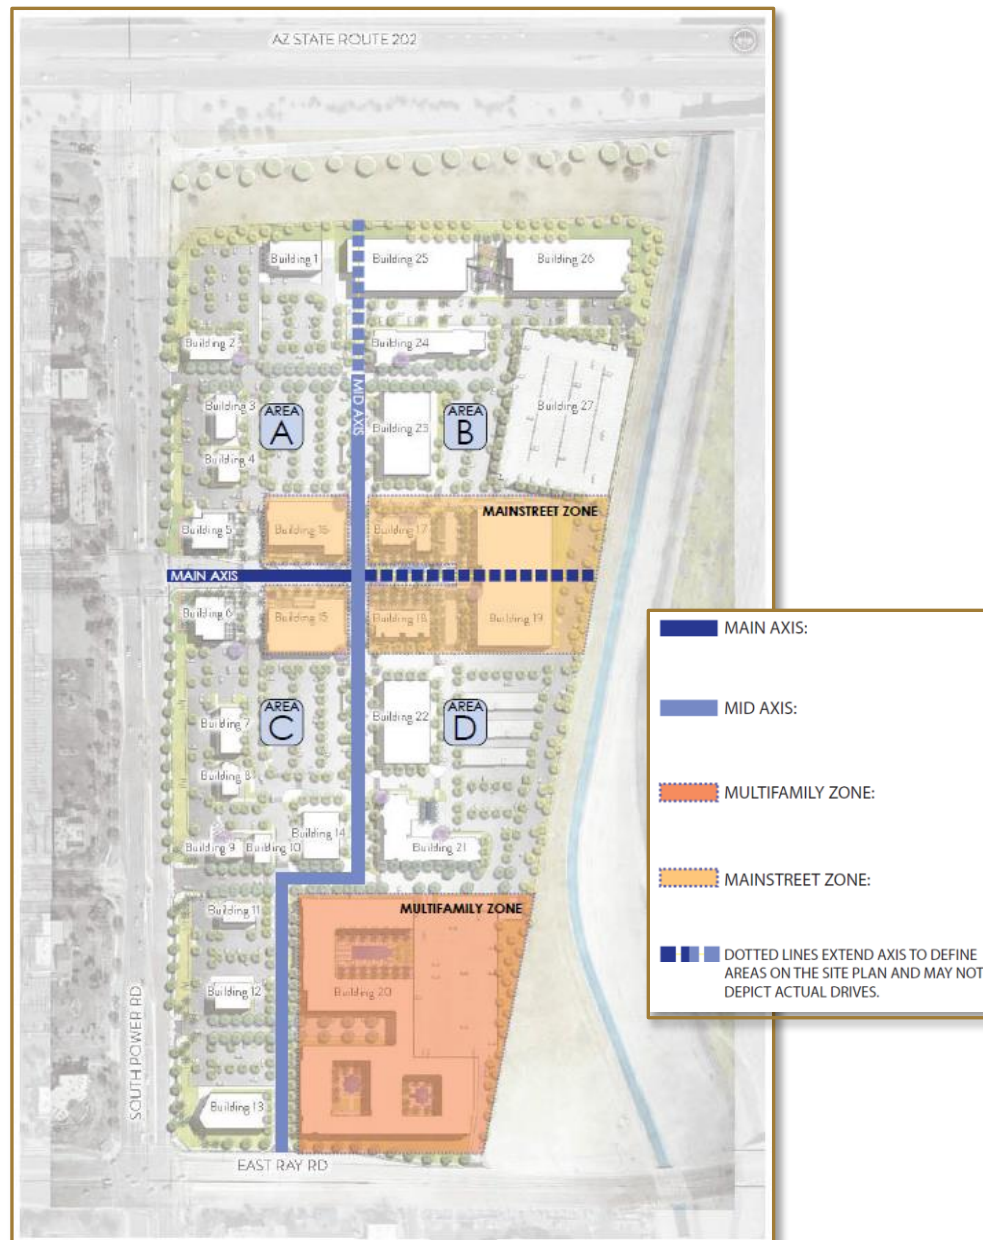 AZ STATE ROUTE 202
Building 1
Building 25
Building 26
Building 2
Building 24
MID AXIS
Building 3
AREA
A
Building 23
AREA
B
Building 27
Building 4
MAINSTREET ZONE
Building 5
Building 16
Building 17
MAIN AXIS
Building 6
Building 15
Building 18
Building 19
Building 7
AREA
C
Building 22
AREA
D
Building 8
Building 14
Building 9
Building 10
Building 21
Building 11
MULTIFAMILY ZONE
Building 12
Building 20
SOUTH POWER RD
Building 13
EAST RAY RD
MAIN AXIS:
MID AXIS:
MULTIFAMILY ZONE:
MAINSTREET ZONE:
DOTTED LINES EXTEND AXIS TO DEFINE
AREAS ON THE SITE PLAN AND MAY NOT
DEPICT ACTUAL DRIVES.